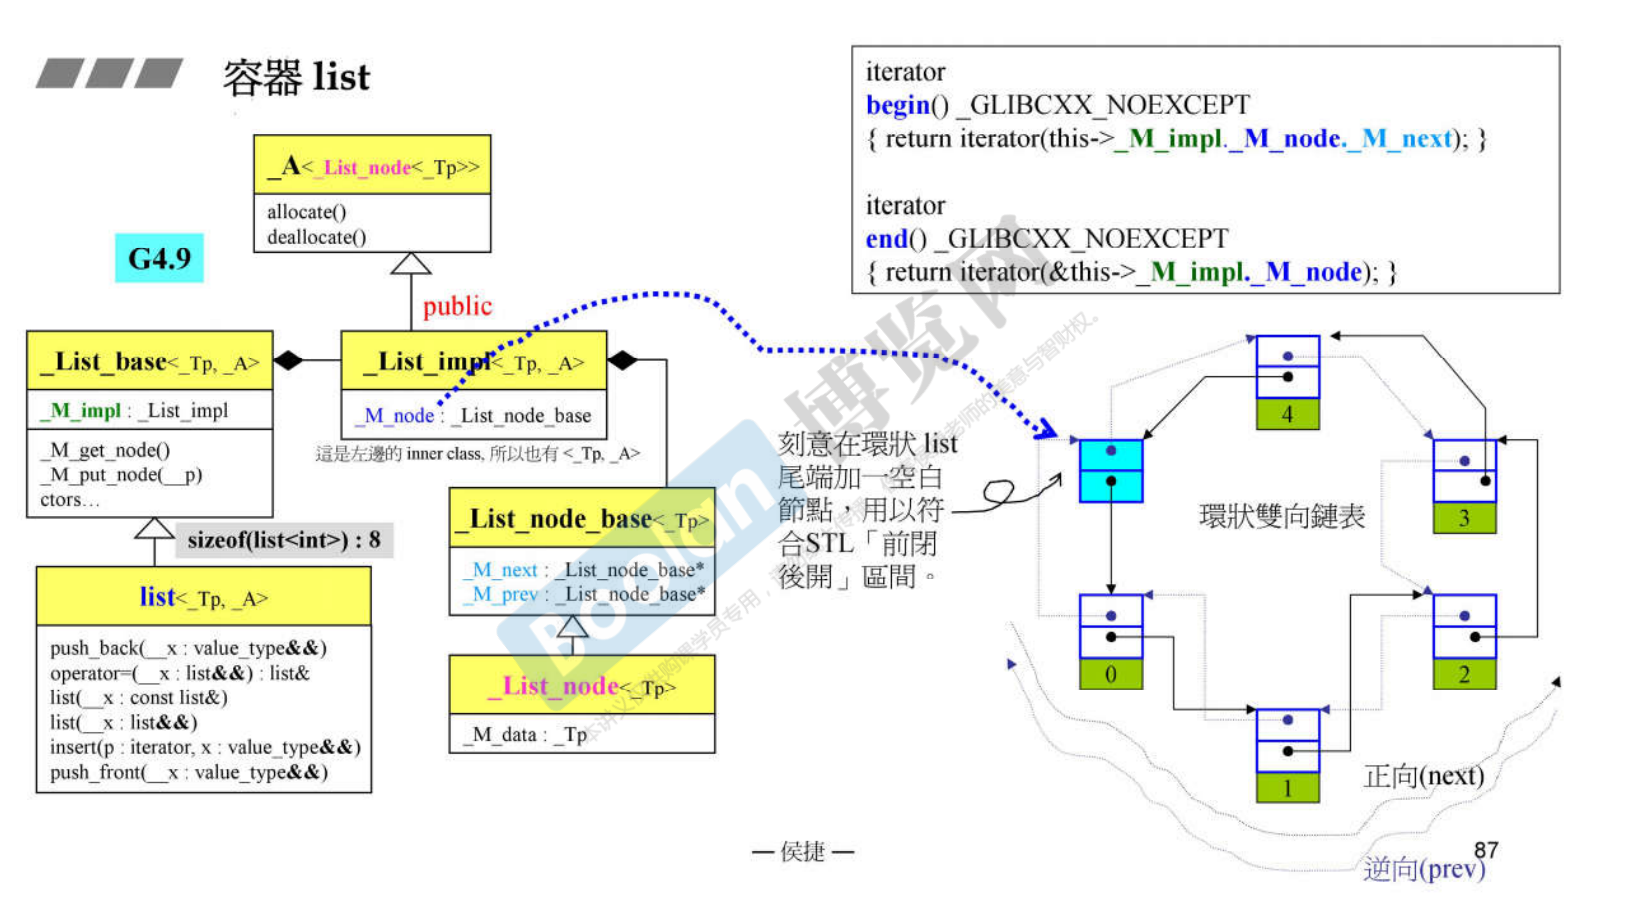 容器 list
iterator
begin() _GLIBCXX_NOEXCEPT
{ return iterator(this->_M_impl._M_node._M_next); }
iterator
end() _GLIBCXX_NOEXCEPT
{ return iterator(&this->_M_impl._M_node); }
_A<_List_node<_Tp>>
allocate()
deallocate()
G4.9
public
_List_base<_Tp, _A>
_M_impl : _List_impl
_M_get_node()
_M_put_node(__p)
ctors…
_List_impl<_Tp, _A>
_M_node : _List_node_base
這是左邊的 inner class, 所以也有 <_Tp, _A>
sizeof(list<int>) : 8
list<_Tp, _A>
push_back(__x : value_type&&)
operator=(__x : list&&) : list&
list(__x : const list&)
list(__x : list&&)
insert(p : iterator, x : value_type&&)
push_front(__x : value_type&&)
_List_node_base<_Tp>
_M_next : _List_node_base*
_M_prev : _List_node_base*
_List_node<_Tp>
_M_data : _Tp
刻意在環狀 list
尾端加一空白
節點，用以符
合STL「前閉
後開」區間。
4
3
環狀雙向鏈表
0
2
1
正向(next)
逆向(prev)
Boolan
博览网
— 侯捷 —
87